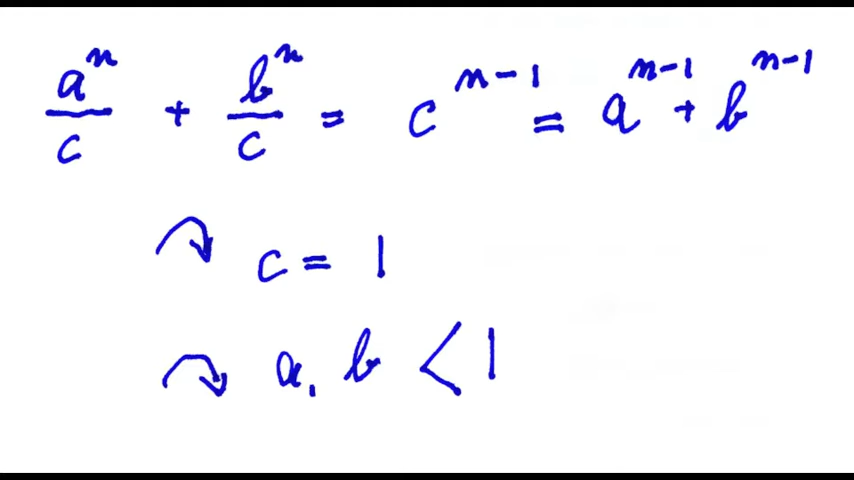 a^n/c + b^n/c = c^{n-1} = a^{n-1} + b^{n-1}
↷ c = 1
↷ a, b < 1